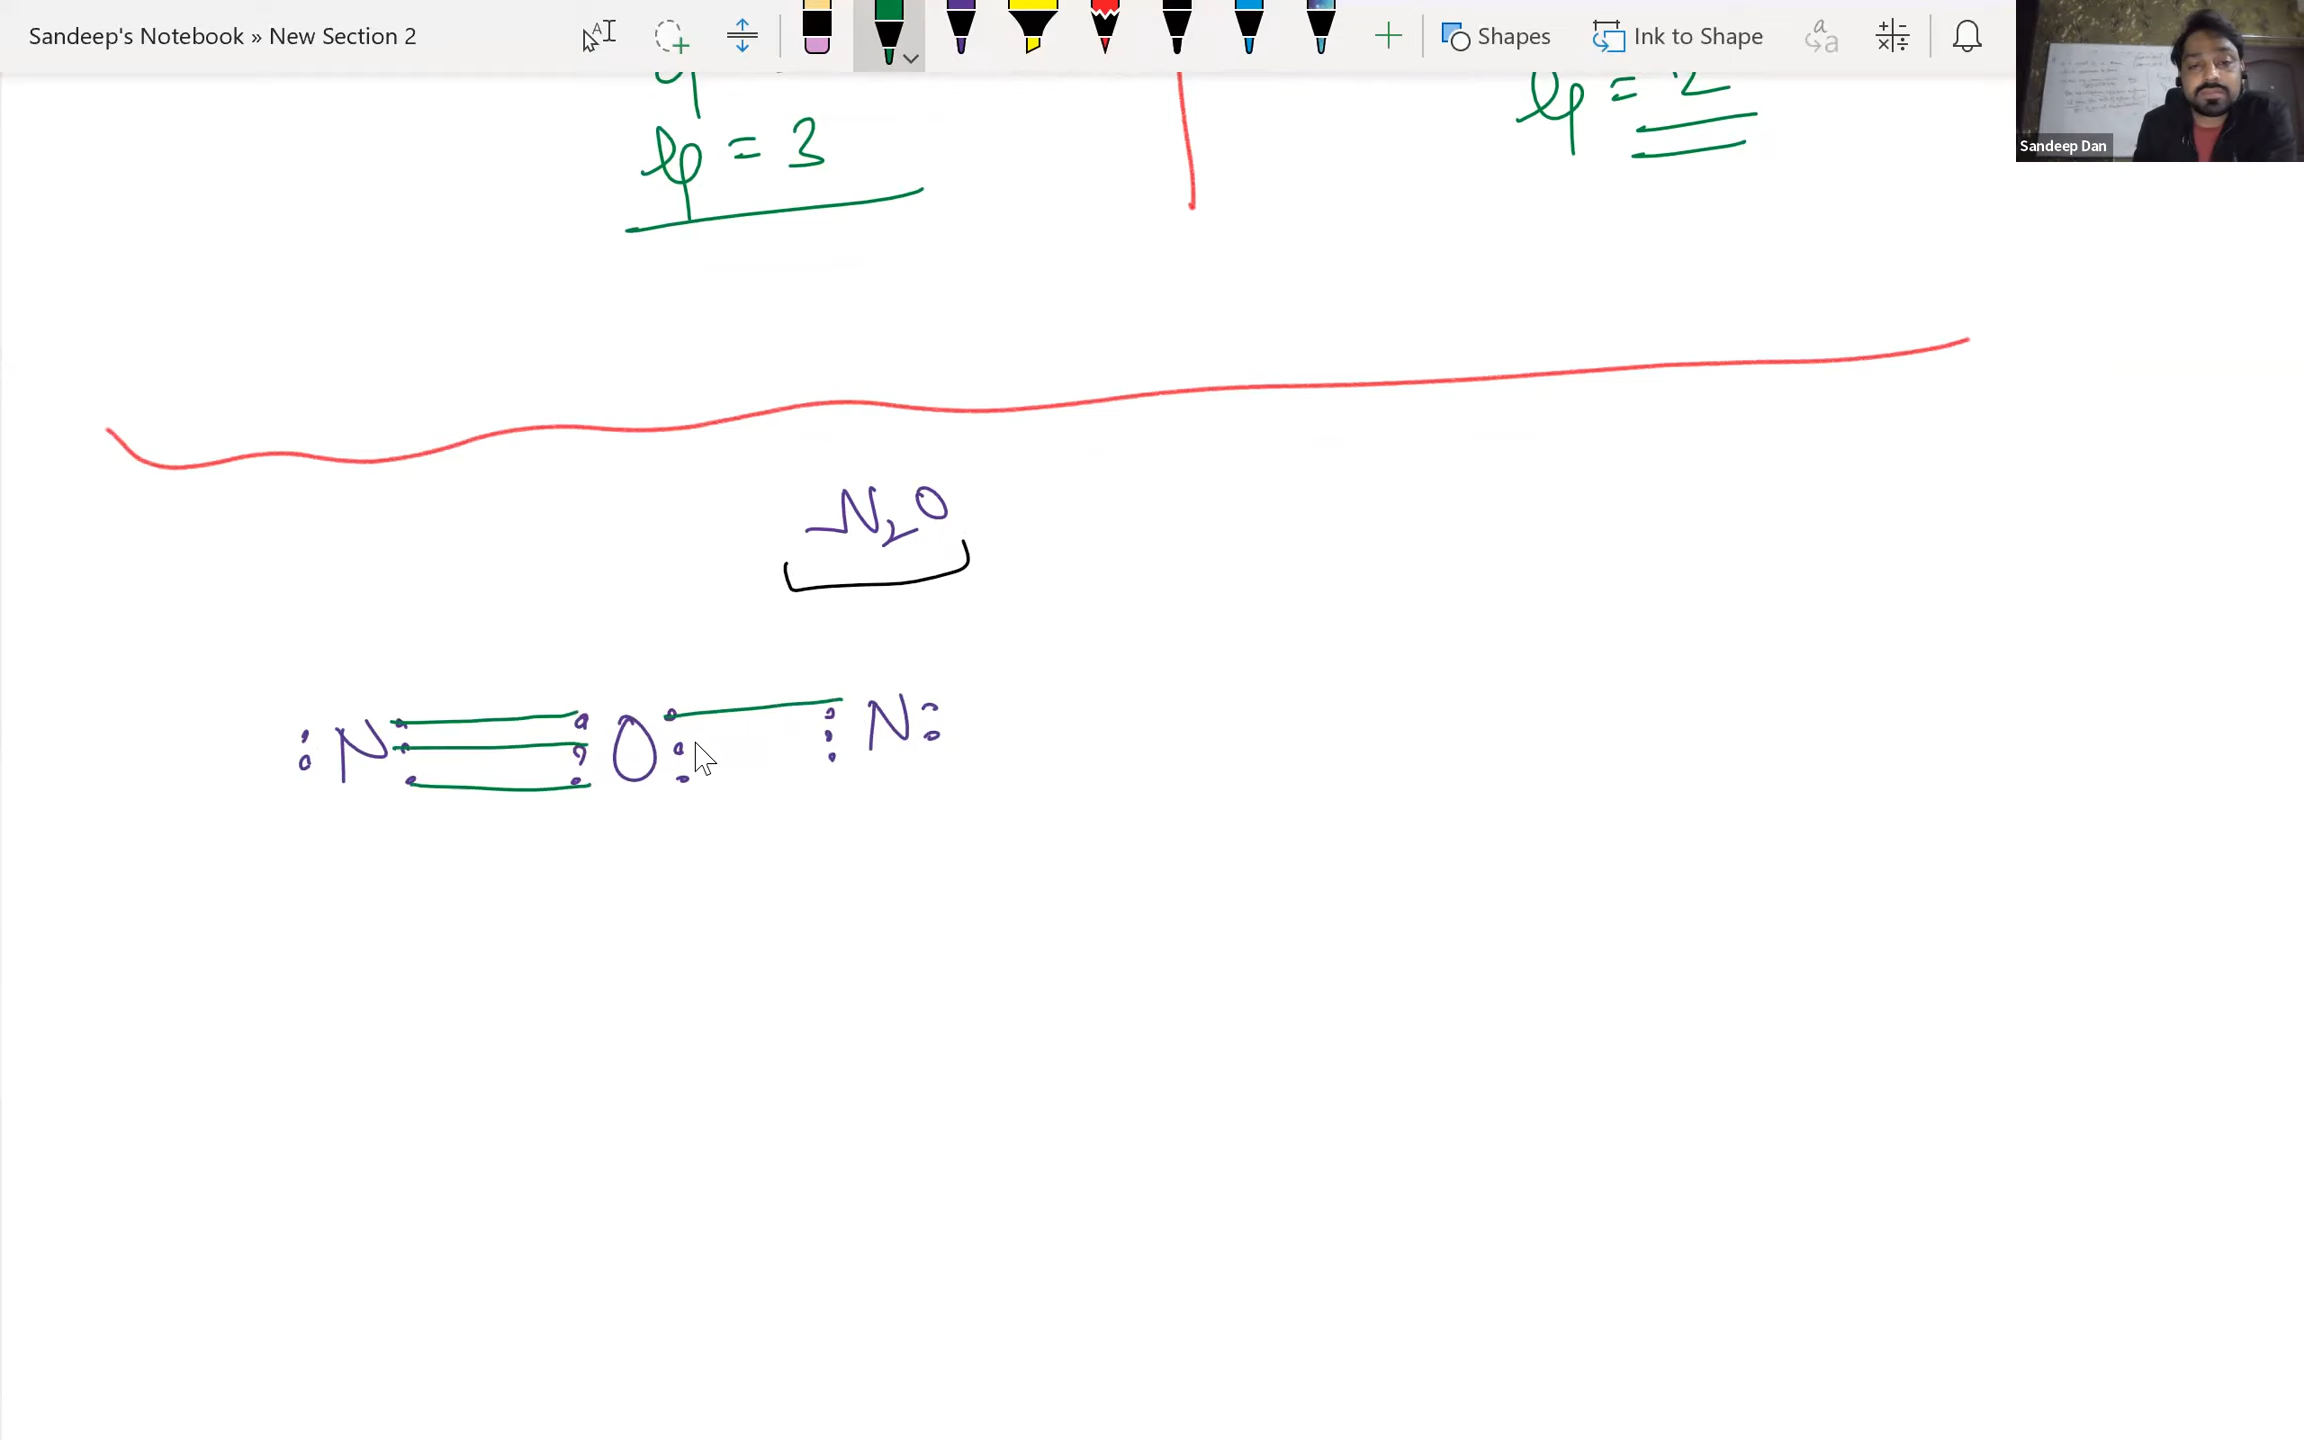 Sandeep's Notebook » New Section 2
Shapes
Ink to Shape
Sandeep Dan
lp = 3
lp = 2
N₂O
:N≡O :N: